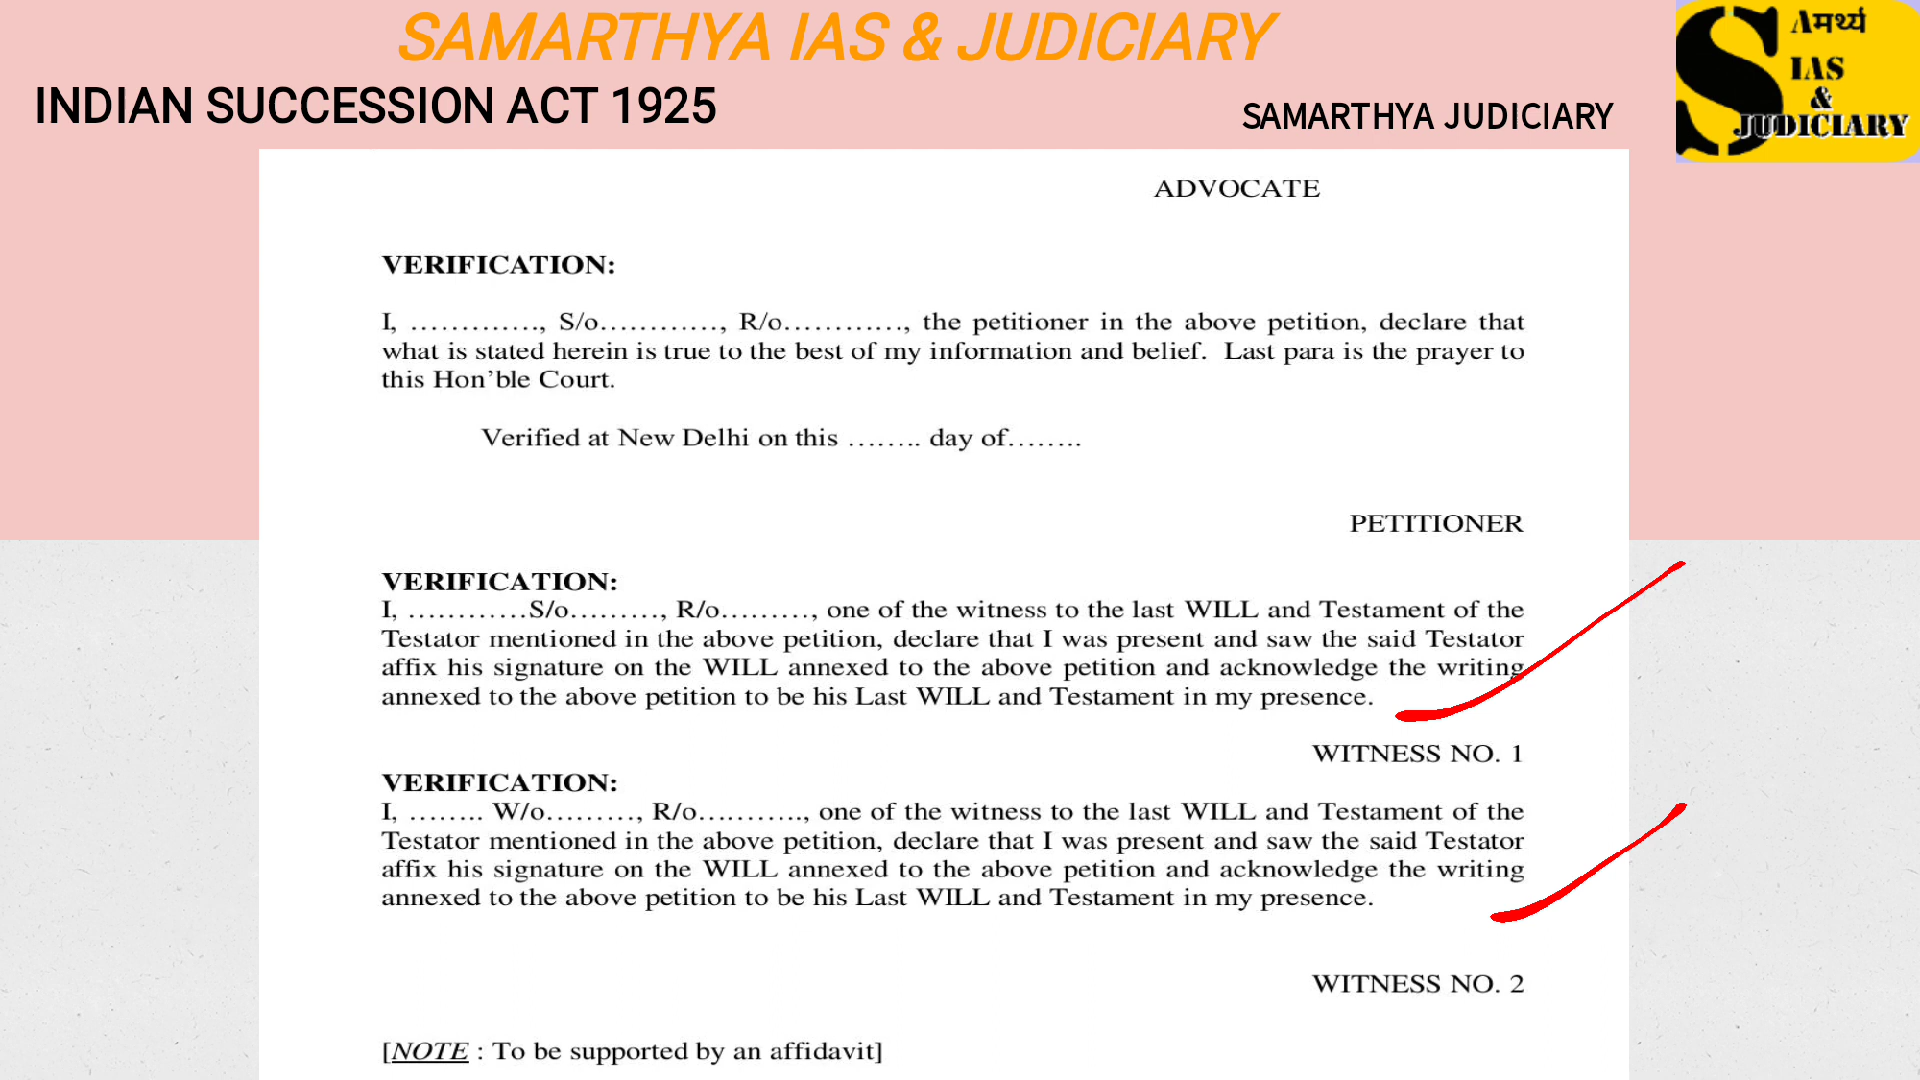 SAMARTHYA IAS & JUDICIARY
INDIAN SUCCESSION ACT 1925
SAMARTHYA JUDICIARY
Aमर्थ्य
IAS
&
JUDICIARY
ADVOCATE
VERIFICATION:
I, ............., S/o............, R/o............, the petitioner in the above petition, declare that
what is stated herein is true to the best of my information and belief. Last para is the prayer to
this Hon’ble Court.
Verified at New Delhi on this ........ day of........
PETITIONER
VERIFICATION:
I, ............S/o........., R/o........., one of the witness to the last WILL and Testament of the
Testator mentioned in the above petition, declare that I was present and saw the said Testator
affix his signature on the WILL annexed to the above petition and acknowledge the writing
annexed to the above petition to be his Last WILL and Testament in my presence.
WITNESS NO. 1
VERIFICATION:
I, ........ W/o........., R/o..........., one of the witness to the last WILL and Testament of the
Testator mentioned in the above petition, declare that I was present and saw the said Testator
affix his signature on the WILL annexed to the above petition and acknowledge the writing
annexed to the above petition to be his Last WILL and Testament in my presence.
WITNESS NO. 2
[NOTE : To be supported by an affidavit]